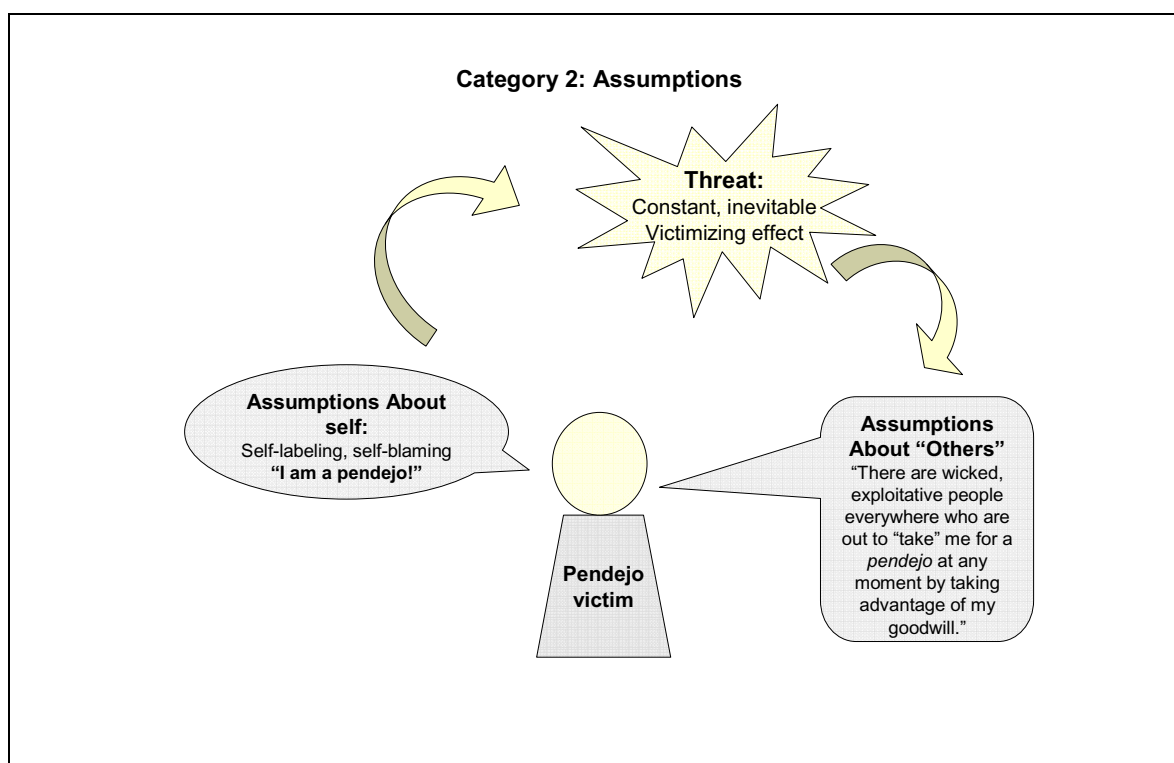 Category 2: Assumptions
Threat:
Constant, inevitable
Victimizing effect
Assumptions About
self:
Self-labeling, self-blaming
“I am a pendejo!”
Pendejo
victim
Assumptions
About “Others”
“There are wicked,
exploitative people
everywhere who are
out to “take” me for a
pendejo at any
moment by taking
advantage of my
goodwill.”